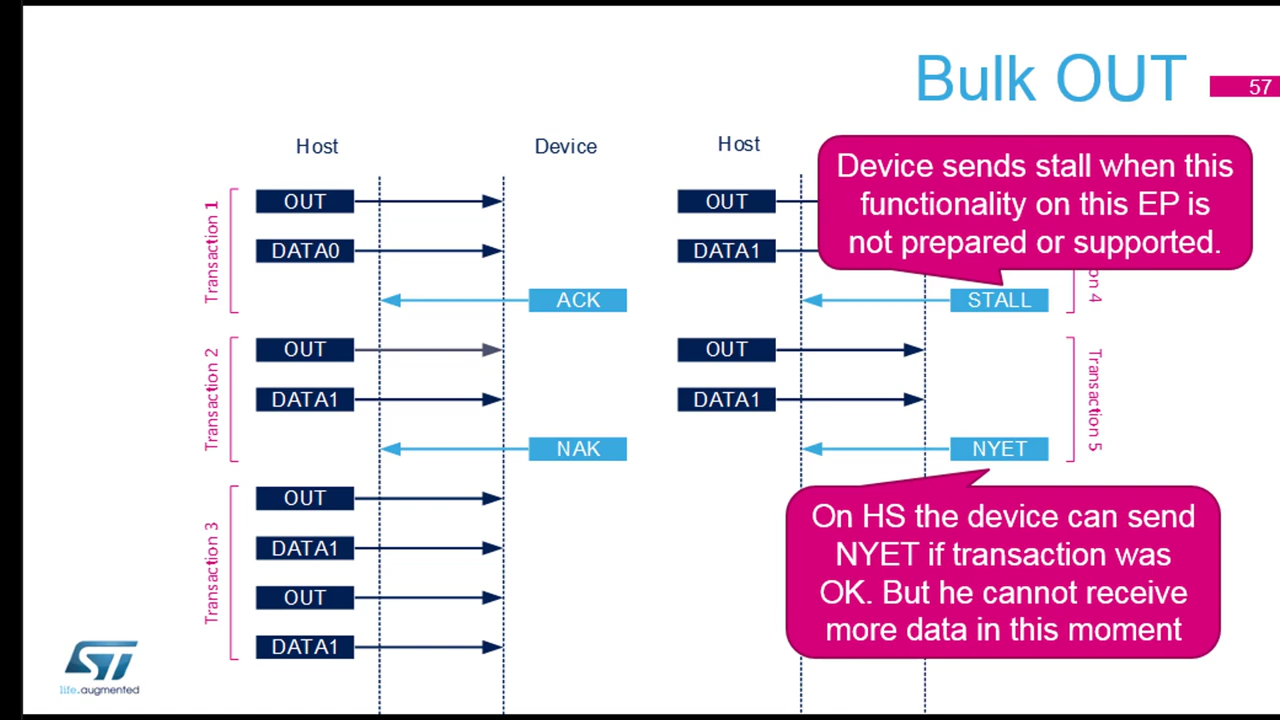 Bulk OUT
57
Host
Device
Transaction 1
OUT
DATA0
ACK
Transaction 2
OUT
DATA1
NAK
Transaction 3
OUT
DATA1
OUT
DATA1
Host
OUT
DATA1
STALL
on 4
Device sends stall when this
functionality on this EP is
not prepared or supported.
OUT
DATA1
NYET
Transaction 5
On HS the device can send
NYET if transaction was
OK. But he cannot receive
more data in this moment
ST
life.augmented